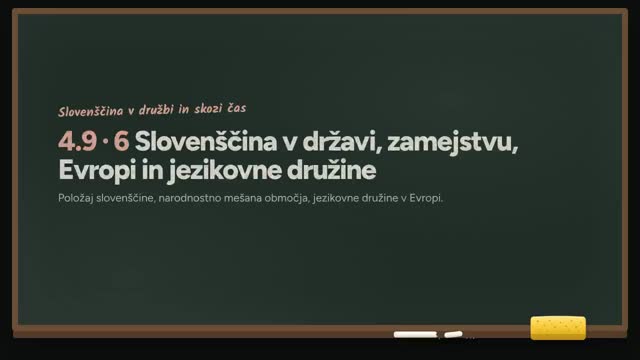 Slovenščina v družbi in skozi čas
4.9 · 6 Slovenščina v državi, zamejstvu,
Evropi in jezikovne družine
Položaj slovenščine, narodnostno mešana območja, jezikovne družine v Evropi.